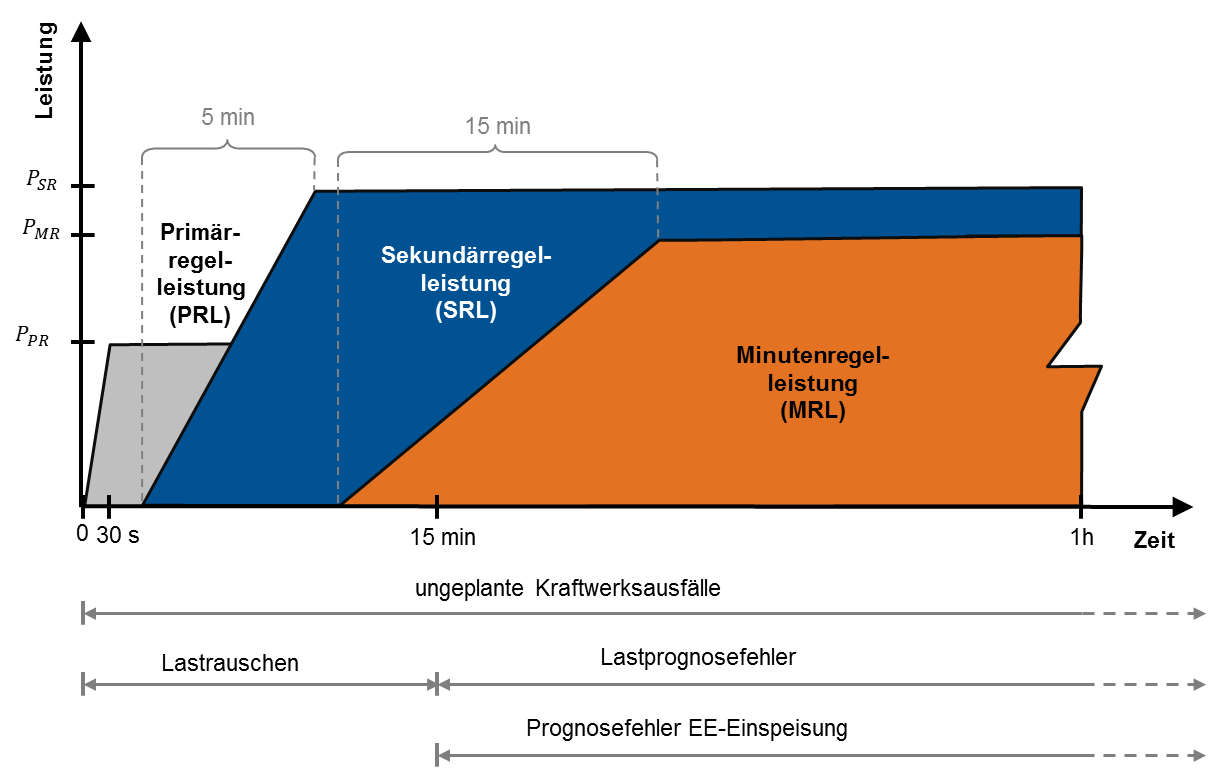 Leistung
5 min
15 min
P_SR
P_MR
P_PR
Primär-
regel-
leistung
(PRL)
Sekundärregel-
leistung
(SRL)
Minutenregel-
leistung
(MRL)
0 30 s
15 min
1h
Zeit
ungeplante Kraftwerksausfälle
Lastrauschen
Lastprognosefehler
Prognosefehler EE-Einspeisung